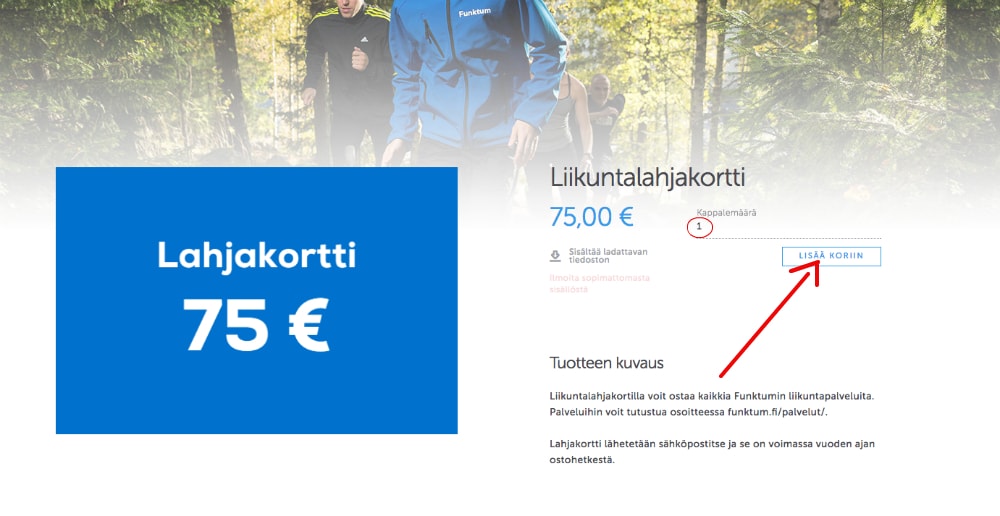 Funktum
Lahjakortti
75 €
Liikuntalahjakortti
75,00 €
Kappalemäärä
1
Sisältää ladattavan
tiedoston
LISÄÄ KORIIN
Ilmoita sopimattomasta
sisällöstä
Tuotteen kuvaus
Liikuntalahjakortilla voit ostaa kaikkia Funktumin liikuntapalveluita.
Palveluihin voit tutustua osoitteessa funktum.fi/palvelut/.
Lahjakortti lähetetään sähköpostitse ja se on voimassa vuoden ajan
ostohetkestä.